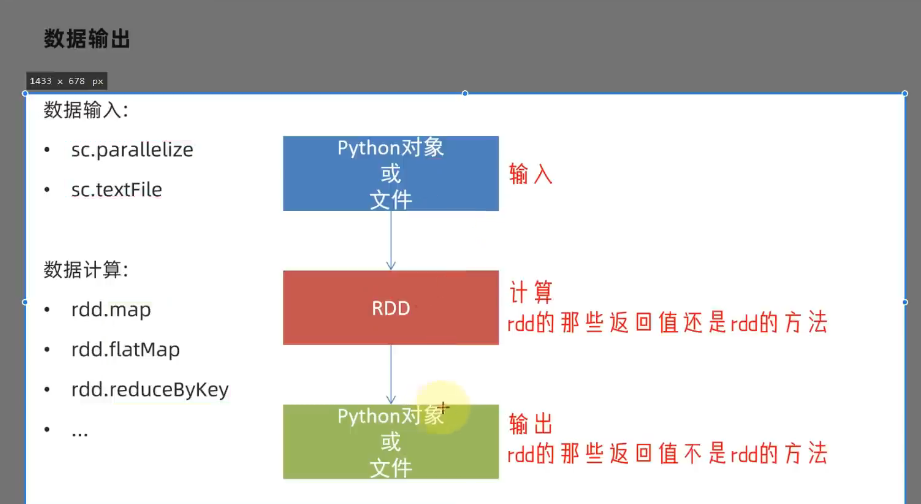 数据输出
1433 x 678 px
数据输入:
• sc.parallelize
• sc.textFile
Python对象
或
文件
输入
数据计算:
• rdd.map
• rdd.flatMap
• rdd.reduceByKey
• ...
RDD
计算
rdd的那些返回值还是rdd的方法
Python对象
或
文件
输出
rdd的那些返回值不是rdd的方法